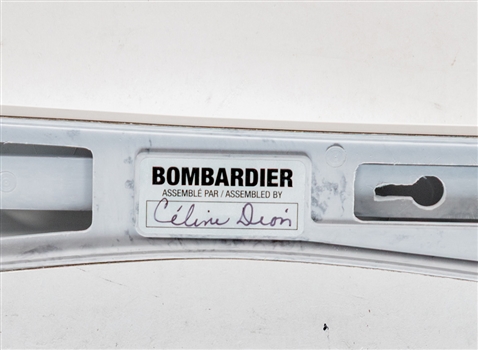 BOMBARDIER
ASSEMBLÉ PAR / ASSEMBLED BY
Céline Dion